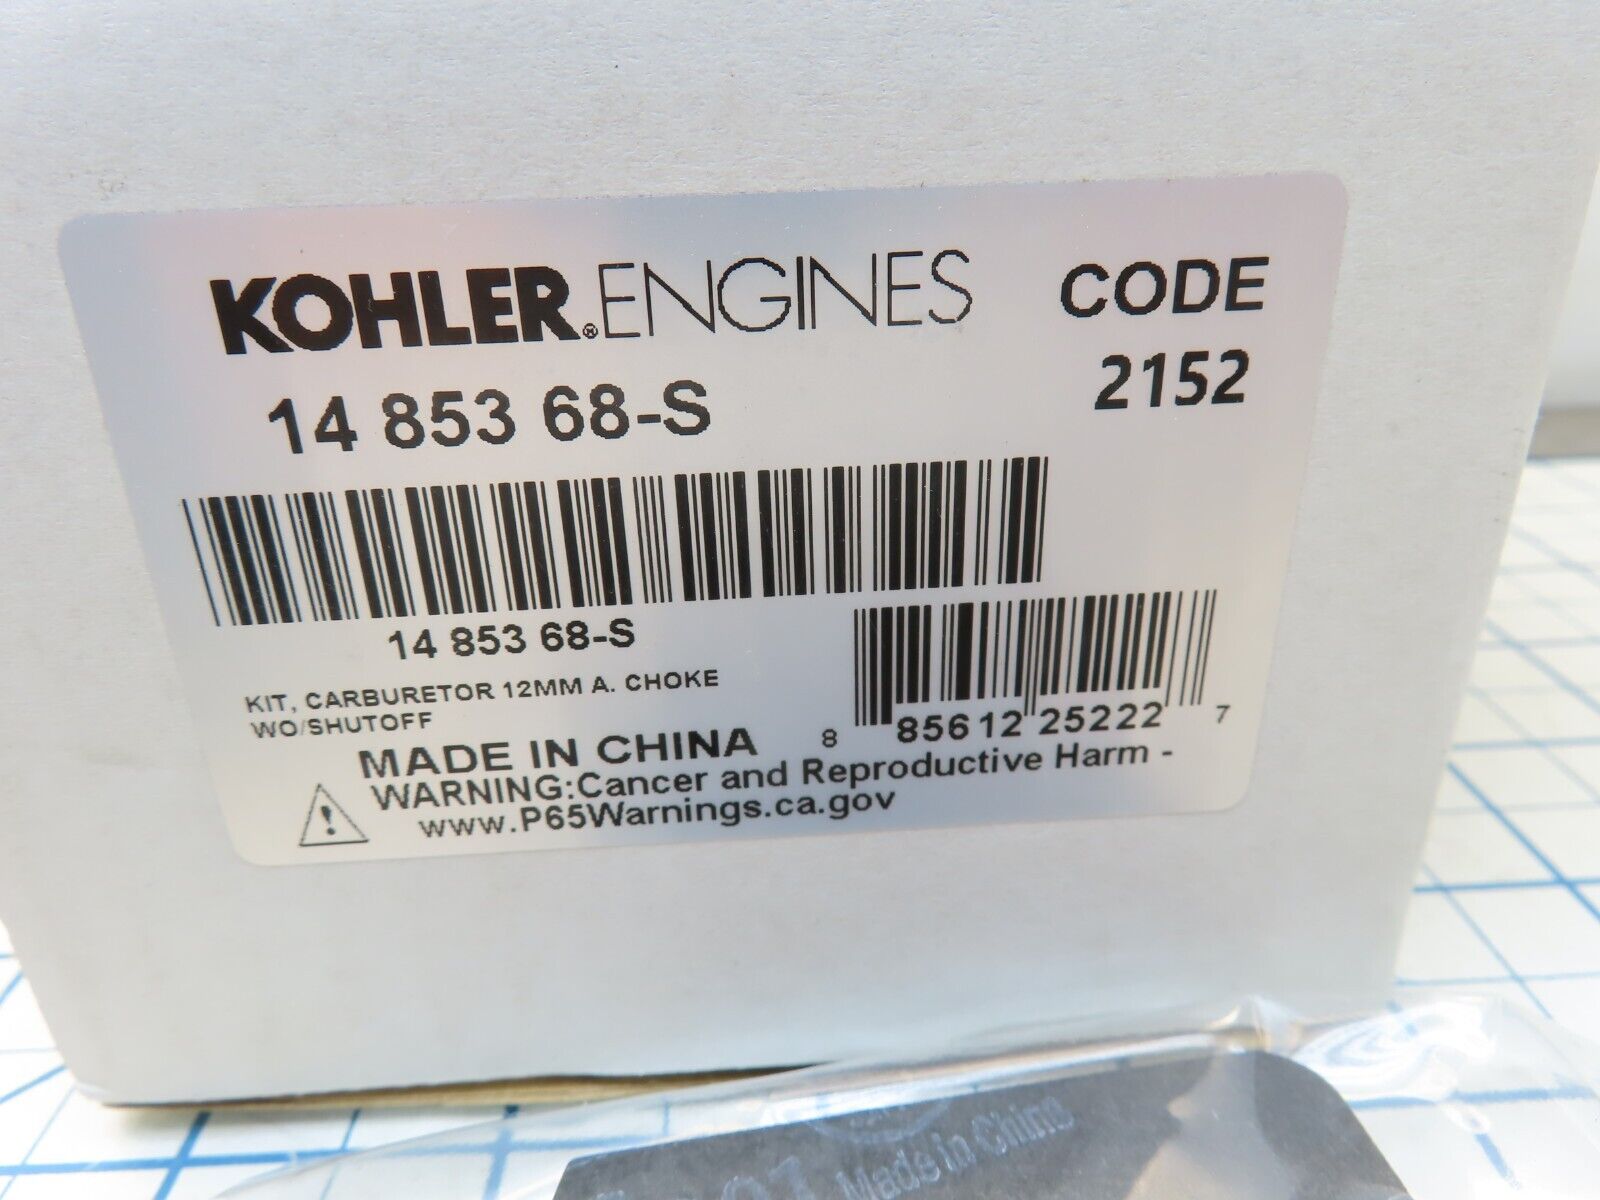 KOHLER® ENGINES
CODE
2152
14 853 68-S
14 853 68-S
KIT, CARBURETOR 12MM A. CHOKE
WO/SHUTOFF
8 85612 25222 7
MADE IN CHINA
WARNING:Cancer and Reproductive Harm -
www.P65Warnings.ca.gov
Made in China